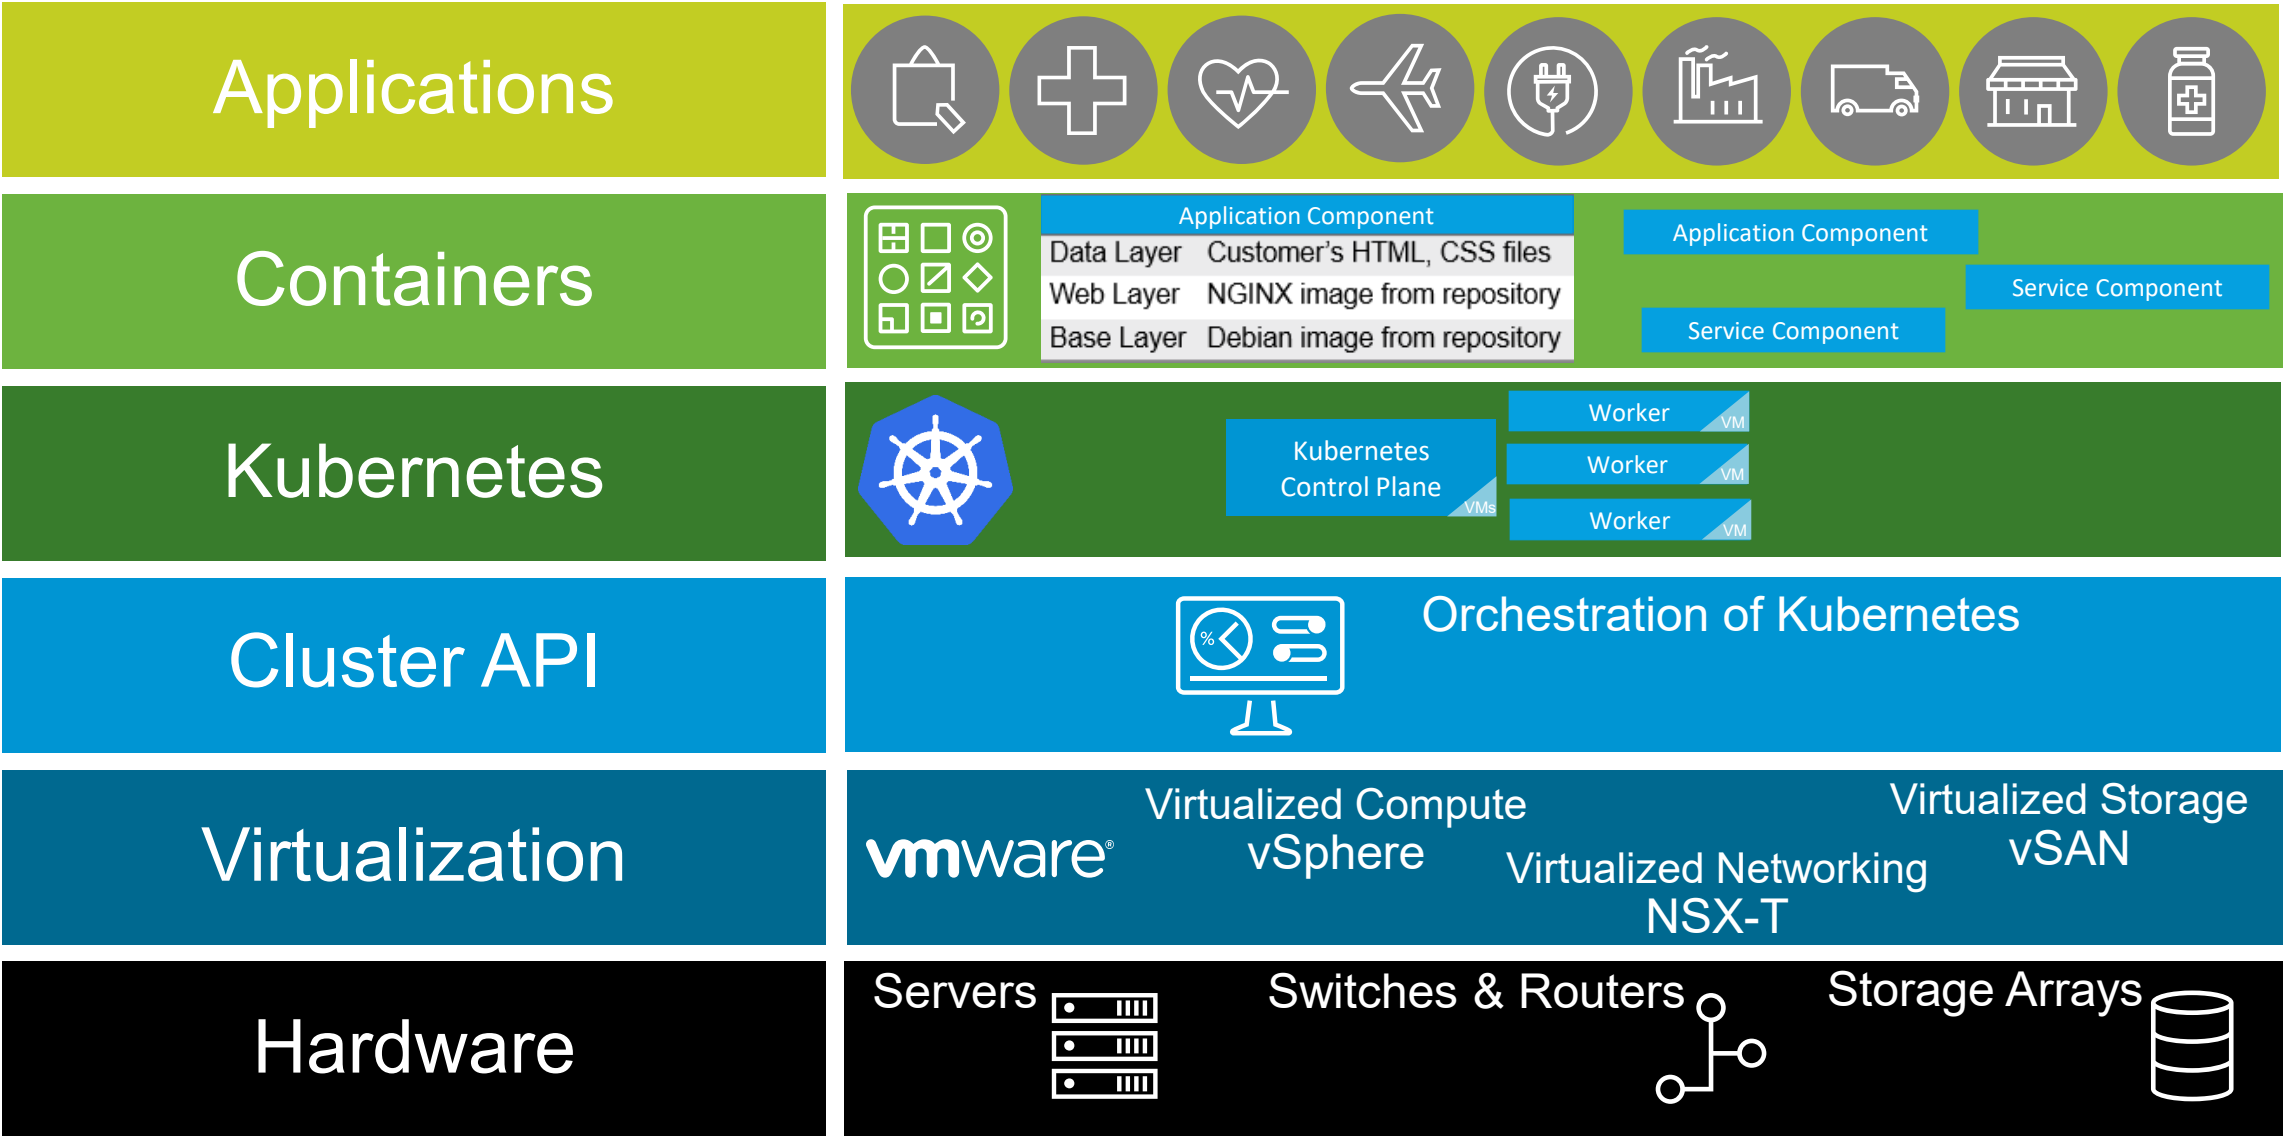 Applications
Containers
Application Component
Data Layer Customer's HTML, CSS files
Web Layer NGINX image from repository
Base Layer Debian image from repository
Application Component
Service Component
Service Component
Kubernetes
Kubernetes
Control Plane
VMs
Worker
VM
Worker
VM
Worker
VM
Cluster API
%
Orchestration of Kubernetes
Virtualization
vmware®
Virtualized Compute
vSphere
Virtualized Networking
NSX-T
Virtualized Storage
vSAN
Hardware
Servers
Switches & Routers
Storage Arrays